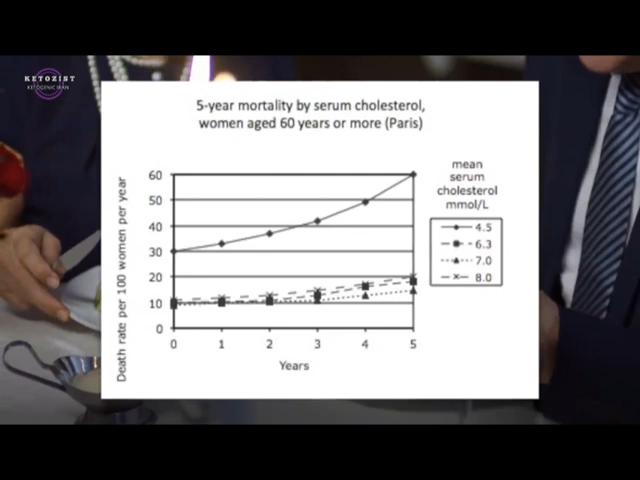 KETOZIST
KETOGENIC IRAN
5-year mortality by serum cholesterol,
women aged 60 years or more (Paris)
mean
serum
cholesterol
mmol/L
4.5
6.3
7.0
8.0
Death rate per 100 women per year
60
50
40
30
20
10
0
0 1 2 3 4 5
Years